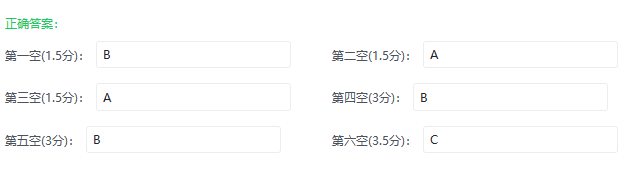 正确答案:
第一空(1.5分): B 第二空(1.5分): A
第三空(1.5分): A 第四空(3分): B
第五空(3分): B 第六空(3.5分): C